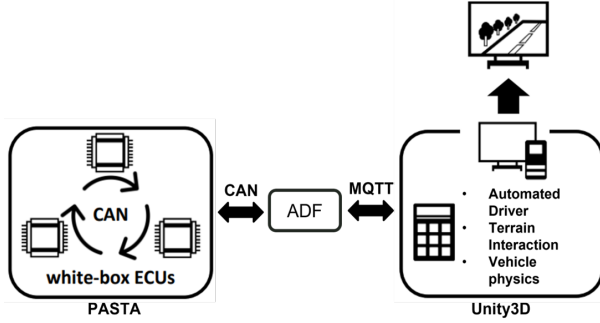 CAN
white-box ECUs
PASTA
CAN
ADF
MQTT
• Automated
Driver
• Terrain
Interaction
• Vehicle
physics
Unity3D